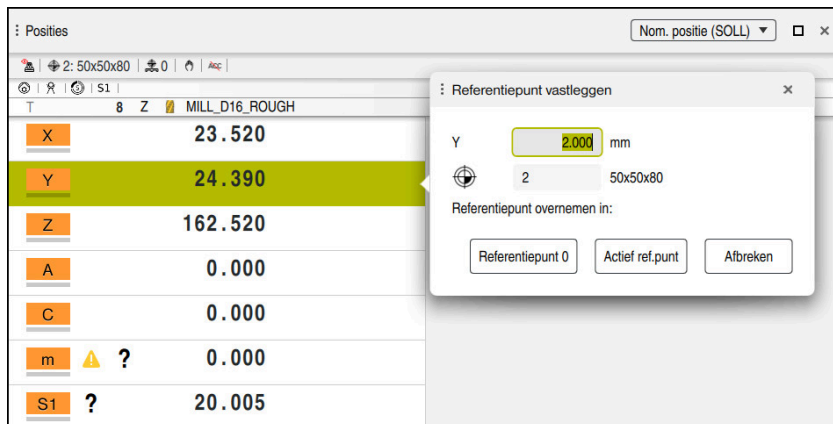 Posities
Nom. positie (SOLL)
2: 50x50x80 0
S1
T 8 Z MILL_D16_ROUGH
X 23.520
Y 24.390
Z 162.520
A 0.000
C 0.000
m ? 0.000
S1 ? 20.005
Referentiepunt vastleggen
Y 2.000 mm
2 50x50x80
Referentiepunt overnemen in:
Referentiepunt 0 Actief ref.punt Afbreken